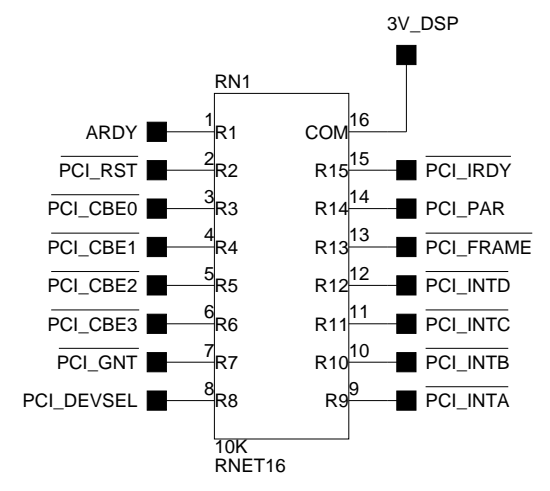 3V_DSP
RN1
ARDY 1 R1 COM 16
PCI_RST 2 R2 R15 15 PCI_IRDY
PCI_CBE0 3 R3 R14 14 PCI_PAR
PCI_CBE1 4 R4 R13 13 PCI_FRAME
PCI_CBE2 5 R5 R12 12 PCI_INTD
PCI_CBE3 6 R6 R11 11 PCI_INTC
PCI_GNT 7 R7 R10 10 PCI_INTB
PCI_DEVSEL 8 R8 R9 9 PCI_INTA
10K
RNET16